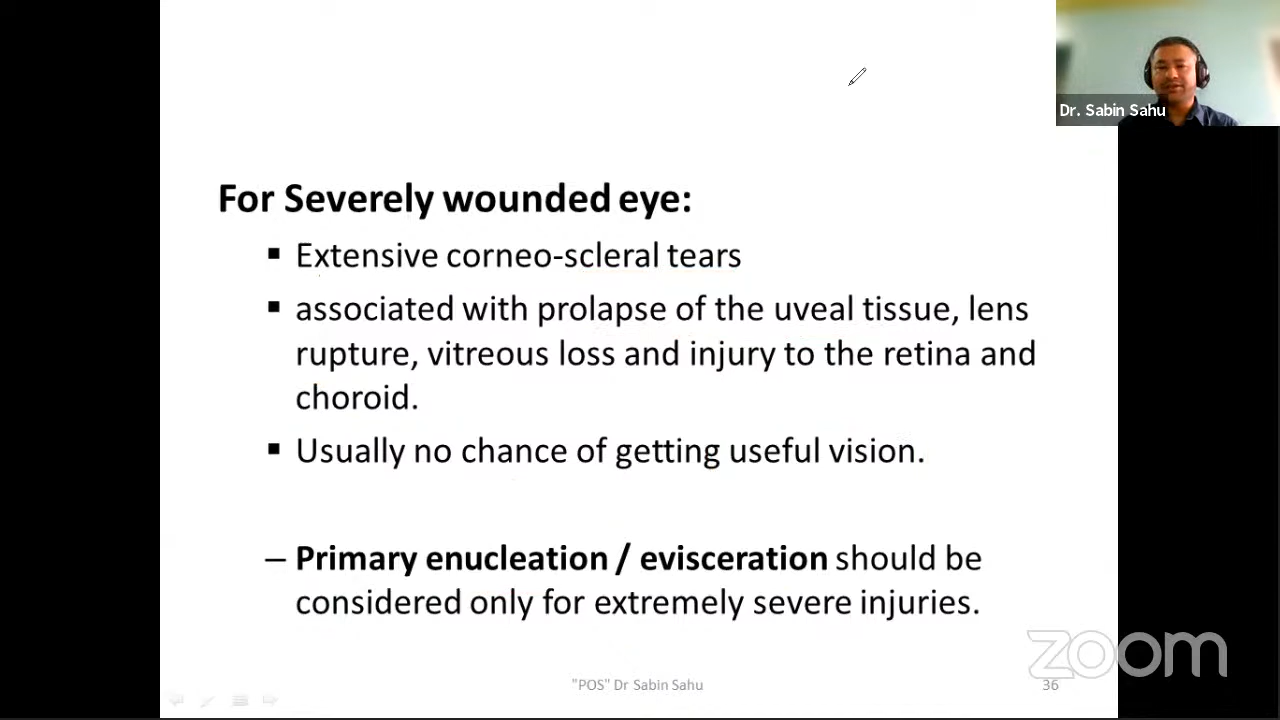 Dr. Sabin Sahu
For Severely wounded eye:
▪ Extensive corneo-scleral tears
▪ associated with prolapse of the uveal tissue, lens
rupture, vitreous loss and injury to the retina and
choroid.
▪ Usually no chance of getting useful vision.
– Primary enucleation / evisceration should be
considered only for extremely severe injuries.
zoom
"POS" Dr Sabin Sahu
36